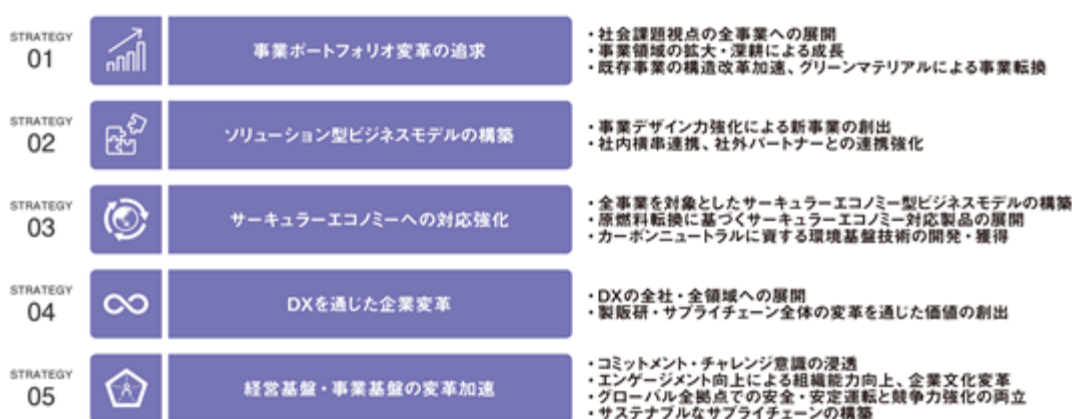 STRATEGY
01
事業ポートフォリオ変革の追求
・社会課題視点の全事業への展開
・事業領域の拡大・深耕による成長
・既存事業の構造改革加速、グリーンマテリアルによる事業転換
STRATEGY
02
ソリューション型ビジネスモデルの構築
・事業デザイン力強化による新事業の創出
・社内横串連携、社外パートナーとの連携強化
STRATEGY
03
サーキュラーエコノミーへの対応強化
・全事業を対象としたサーキュラーエコノミー型ビジネスモデルの構築
・原燃料転換に基づくサーキュラーエコノミー対応製品の展開
・カーボンニュートラルに資する環境基盤技術の開発・獲得
STRATEGY
04
DXを通じた企業変革
・DXの全社・全領域への展開
・製販研・サプライチェーン全体の変革を通じた価値の創出
STRATEGY
05
経営基盤・事業基盤の変革加速
・コミットメント・チャレンジ意識の浸透
・エンゲージメント向上による組織能力向上、企業文化変革
・グローバル全拠点での安全・安定運転と競争力強化の両立
・サステナブルなサプライチェーンの構築